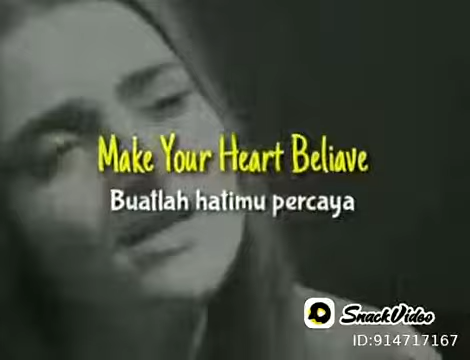 Make Your Heart Beliave
Buatlah hatimu percaya
SnackVideo
ID:914717167